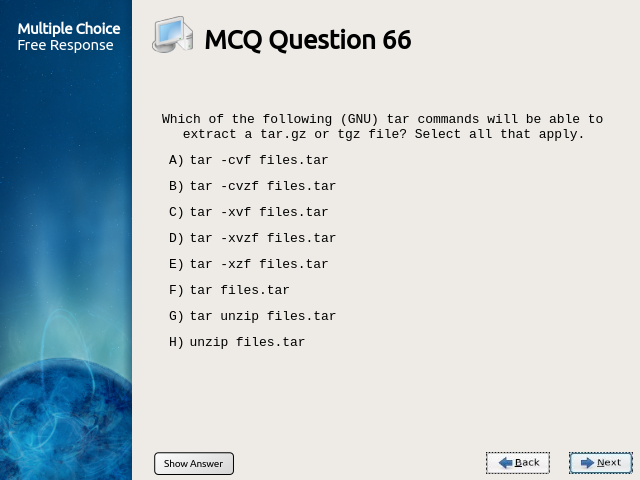 Multiple Choice
Free Response
MCQ Question 66
Which of the following (GNU) tar commands will be able to
extract a tar.gz or tgz file? Select all that apply.
A) tar -cvf files.tar
B) tar -cvzf files.tar
C) tar -xvf files.tar
D) tar -xvzf files.tar
E) tar -xzf files.tar
F) tar files.tar
G) tar unzip files.tar
H) unzip files.tar
Show Answer
Back
Next